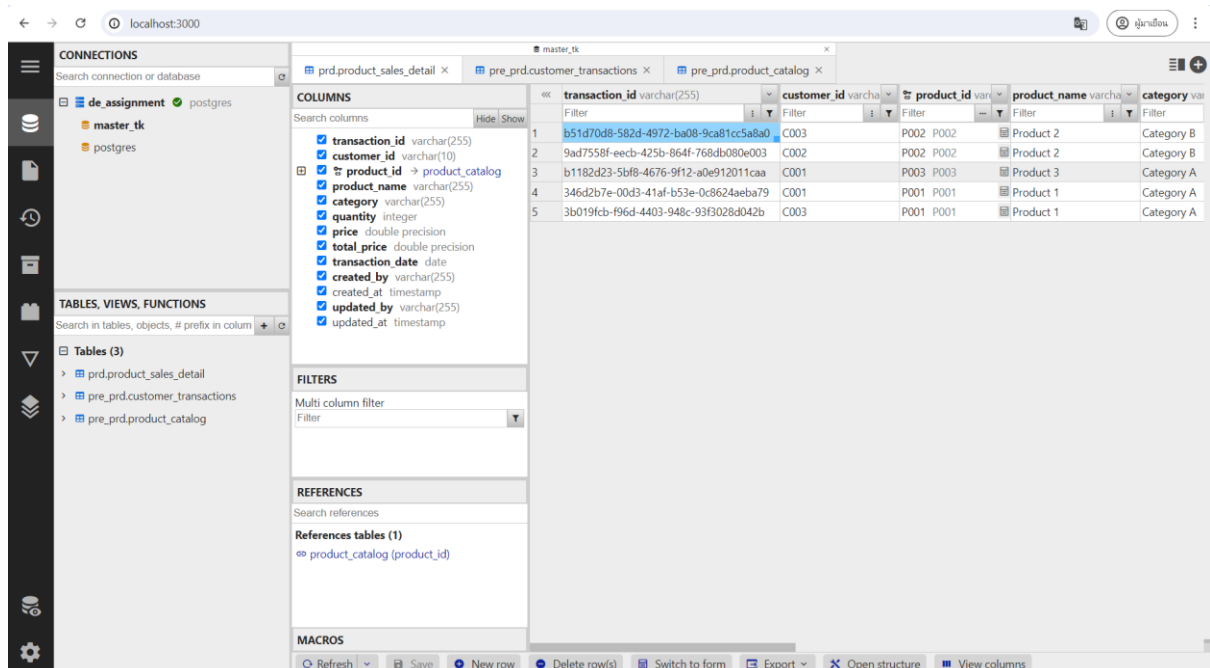 localhost:3000
ผู้มาเยือน
CONNECTIONS
Search connection or database
de_assignment postgres
master_tk
postgres
TABLES, VIEWS, FUNCTIONS
Search in tables, objects, # prefix in colum
Tables (3)
prd.product_sales_detail
pre_prd.customer_transactions
pre_prd.product_catalog
master_tk ×
prd.product_sales_detail × pre_prd.customer_transactions × pre_prd.product_catalog ×
COLUMNS
Search columns Hide Show
transaction_id varchar(255)
customer_id varchar(10)
product_id → product_catalog
product_name varchar(255)
category varchar(255)
quantity integer
price double precision
total_price double precision
transaction_date date
created_by varchar(255)
created_at timestamp
updated_by varchar(255)
updated_at timestamp
FILTERS
Multi column filter
Filter
REFERENCES
Search references
References tables (1)
product_catalog (product_id)
MACROS
transaction_id varchar(255) customer_id varcha product_id varc product_name varcha category var
Filter Filter Filter Filter Filter
1 b51d70d8-582d-4972-ba08-9ca81cc5a8a0 C003 P002 P002 Product 2 Category B
2 9ad7558f-eecb-425b-864f-768db080e003 C002 P002 P002 Product 2 Category B
3 b1182d23-5bf8-4676-9f12-a0e912011caa C001 P003 P003 Product 3 Category A
4 346d2b7e-00d3-41af-b53e-0c8624aeba79 C001 P001 P001 Product 1 Category A
5 3b019fcb-f96d-4403-948c-93f3028d042b C003 P001 P001 Product 1 Category A
Refresh Save New row Delete row(s) Switch to form Export Open structure View columns